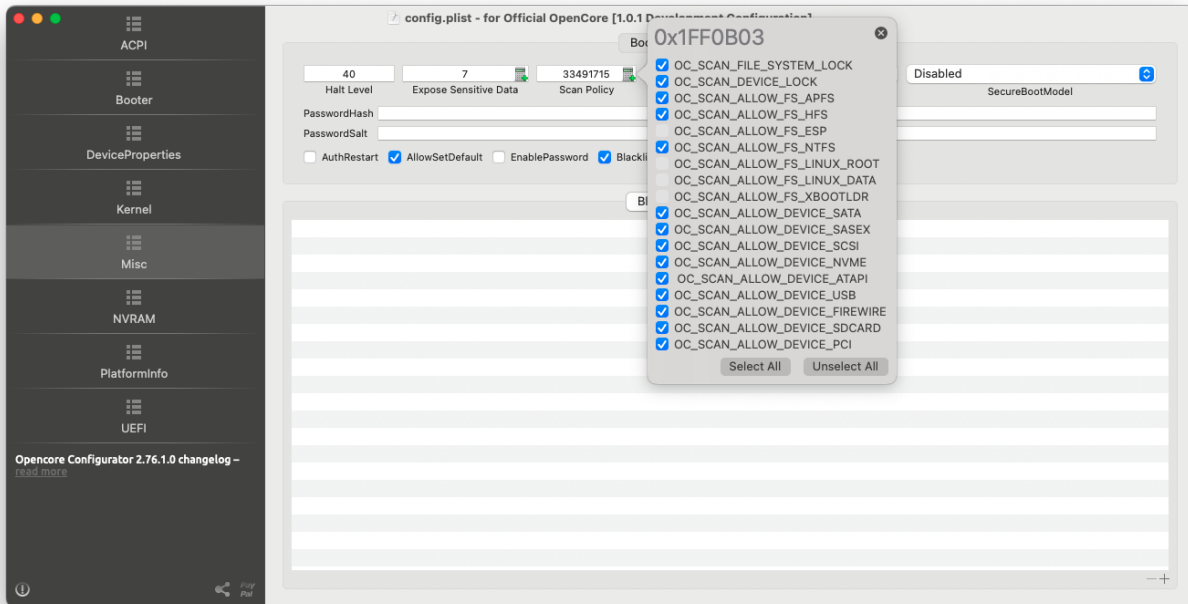 config.plist - for Official OpenCore [1.0.1 Development Configuration]
ACPI
Booter
DeviceProperties
Kernel
Misc
NVRAM
PlatformInfo
UEFI
Opencore Configurator 2.76.1.0 changelog –
read more
Pay
Pal
40
Halt Level
7
Expose Sensitive Data
33491715
Scan Policy
Disabled
SecureBootModel
PasswordHash
PasswordSalt
AuthRestart
AllowSetDefault
EnablePassword
0x1FF0B03
OC_SCAN_FILE_SYSTEM_LOCK
OC_SCAN_DEVICE_LOCK
OC_SCAN_ALLOW_FS_APFS
OC_SCAN_ALLOW_FS_HFS
OC_SCAN_ALLOW_FS_ESP
OC_SCAN_ALLOW_FS_NTFS
OC_SCAN_ALLOW_FS_LINUX_ROOT
OC_SCAN_ALLOW_FS_LINUX_DATA
OC_SCAN_ALLOW_FS_XBOOTLDR
OC_SCAN_ALLOW_DEVICE_SATA
OC_SCAN_ALLOW_DEVICE_SASEX
OC_SCAN_ALLOW_DEVICE_SCSI
OC_SCAN_ALLOW_DEVICE_NVME
OC_SCAN_ALLOW_DEVICE_ATAPI
OC_SCAN_ALLOW_DEVICE_USB
OC_SCAN_ALLOW_DEVICE_FIREWIRE
OC_SCAN_ALLOW_DEVICE_SDCARD
OC_SCAN_ALLOW_DEVICE_PCI
Select All
Unselect All